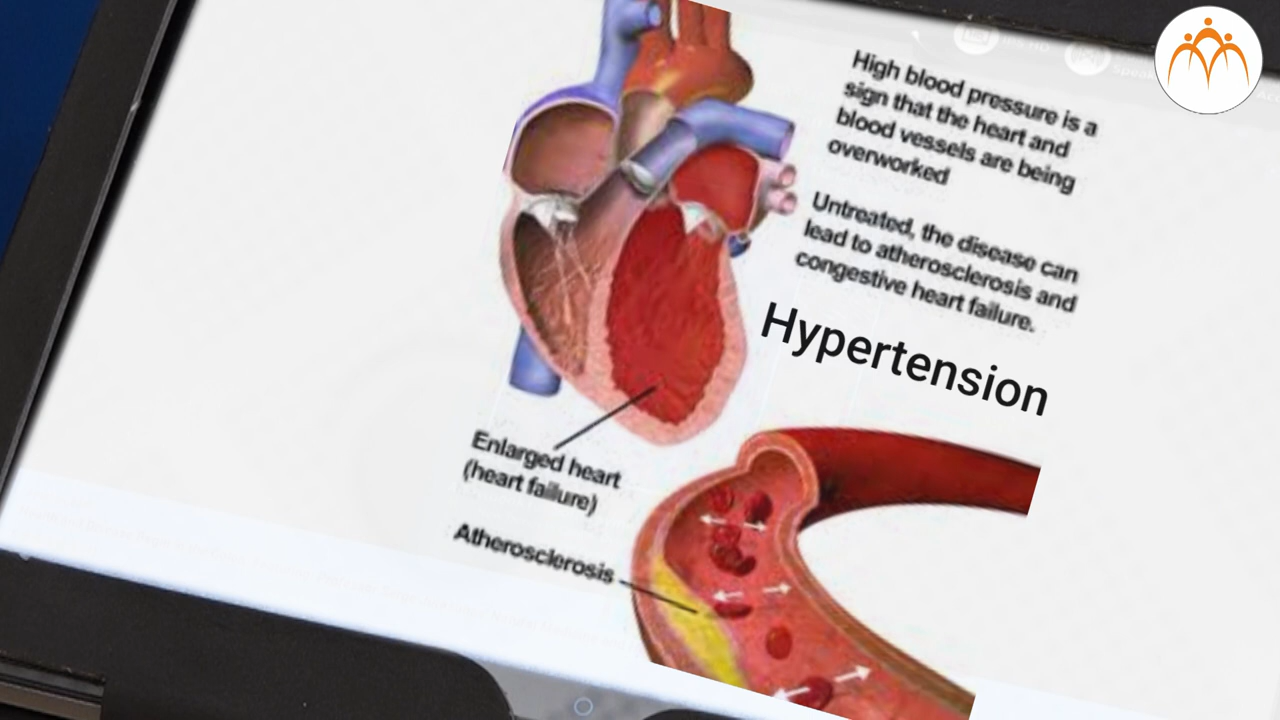 High blood pressure is a
sign that the heart and
blood vessels are being
overworked
Untreated, the disease can
lead to atherosclerosis and
congestive heart failure.
Hypertension
Enlarged heart
(heart failure)
Atherosclerosis